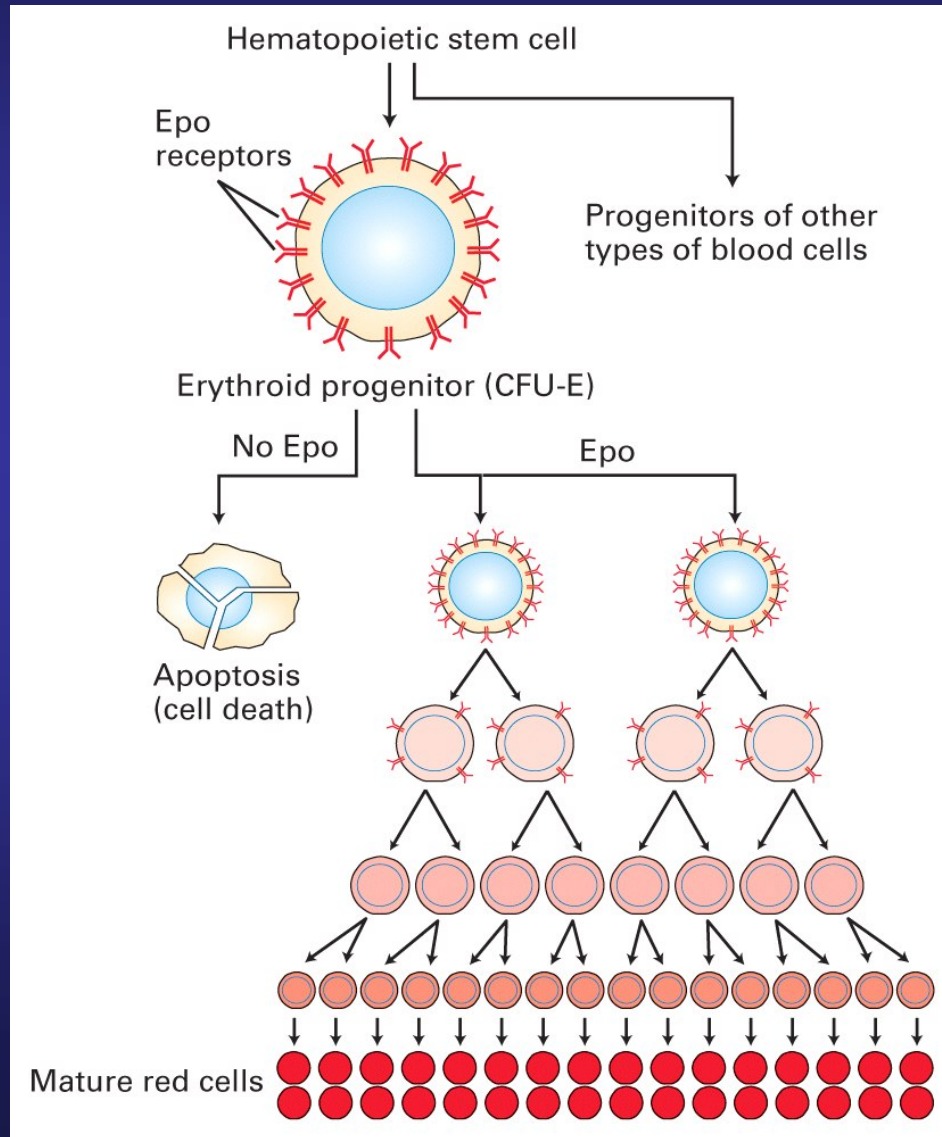 Hematopoietic stem cell
Epo
receptors
Progenitors of other
types of blood cells
Erythroid progenitor (CFU-E)
No Epo
Epo
Apoptosis
(cell death)
Mature red cells